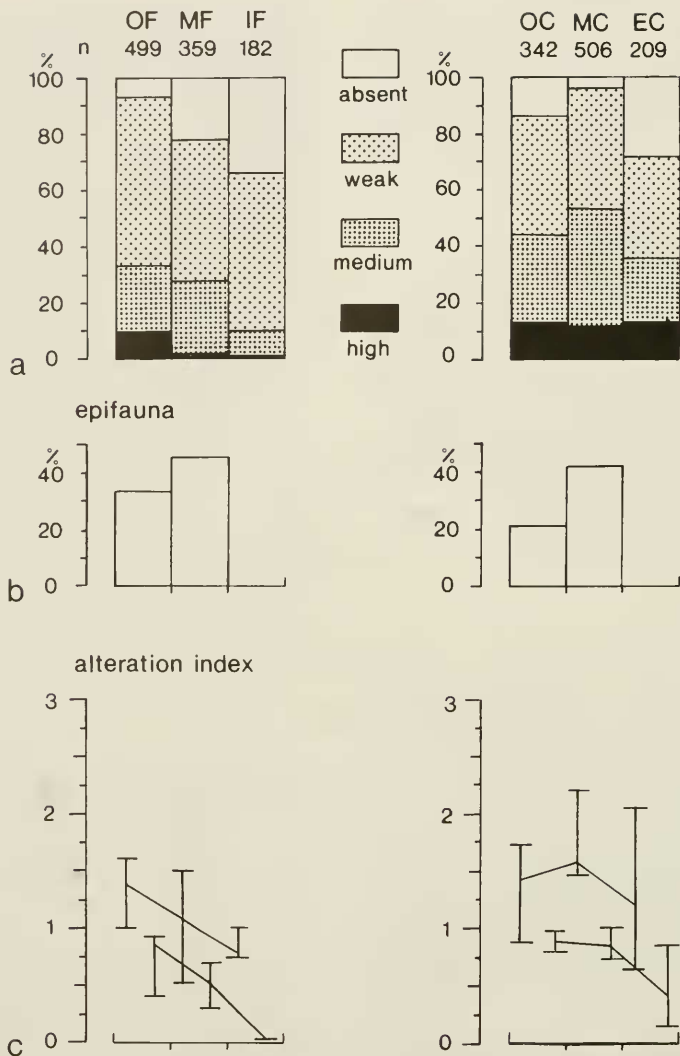 OF MF IF
% n 499 359 182
100
80
60
40
20
0
a
absent
weak
medium
high
OC MC EC
% 342 506 209
100
80
60
40
20
0
epifauna
%
40
20
0
b
%
40
20
0
alteration index
3
2
1
0
c
3
2
1
0